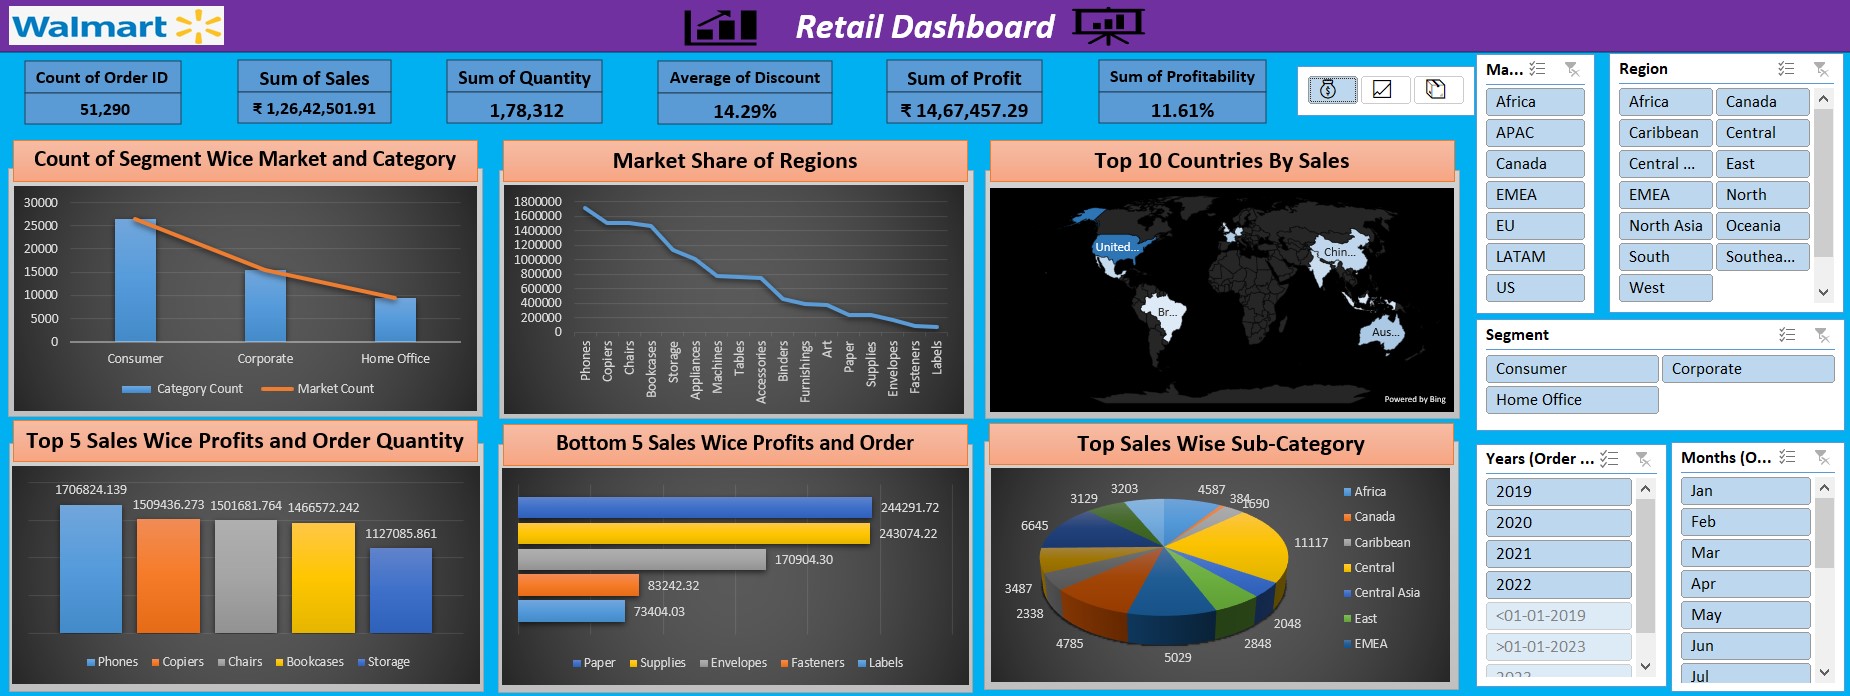 Walmart
Retail Dashboard
Count of Order ID
51,290
Sum of Sales
₹ 1,26,42,501.91
Sum of Quantity
1,78,312
Average of Discount
14.29%
Sum of Profit
₹ 14,67,457.29
Sum of Profitability
11.61%
Count of Segment Wice Market and Category
30000
25000
20000
15000
10000
5000
0
Consumer
Corporate
Home Office
Category Count
Market Count
Market Share of Regions
1800000
1600000
1400000
1200000
1000000
800000
600000
400000
200000
0
Phones
Copiers
Chairs
Bookcases
Storage
Appliances
Machines
Tables
Accessories
Binders
Furnishings
Art
Paper
Supplies
Envelopes
Fasteners
Labels
Top 10 Countries By Sales
United...
Chin...
Br...
Aus...
Powered by Bing
Top 5 Sales Wice Profits and Order Quantity
1706824.139
1509436.273
1501681.764
1466572.242
1127085.861
Phones
Copiers
Chairs
Bookcases
Storage
Bottom 5 Sales Wice Profits and Order
244291.72
243074.22
170904.30
83242.32
73404.03
Paper
Supplies
Envelopes
Fasteners
Labels
Top Sales Wise Sub-Category
4587
384
1690
11117
2048
2848
5029
4785
2338
3487
6645
3129
3203
Africa
Canada
Caribbean
Central
Central Asia
East
EMEA
Ma...
Africa
APAC
Canada
EMEA
EU
LATAM
US
Region
Africa
Canada
Caribbean
Central
Central ...
East
EMEA
North
North Asia
Oceania
South
Southea...
West
Segment
Consumer
Corporate
Home Office
Years (Order ...
2019
2020
2021
2022
<01-01-2019
>01-01-2023
Months (O...
Jan
Feb
Mar
Apr
May
Jun
Jul